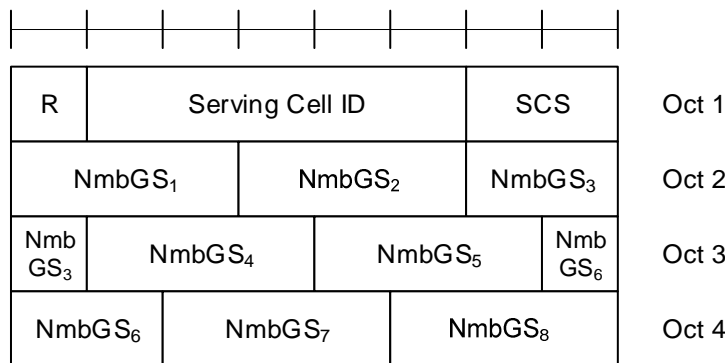 R Serving Cell ID SCS Oct 1
NmbGS₁ NmbGS₂ NmbGS₃ Oct 2
Nmb GS₃ NmbGS₄ NmbGS₅ Nmb GS₆ Oct 3
NmbGS₆ NmbGS₇ NmbGS₈ Oct 4